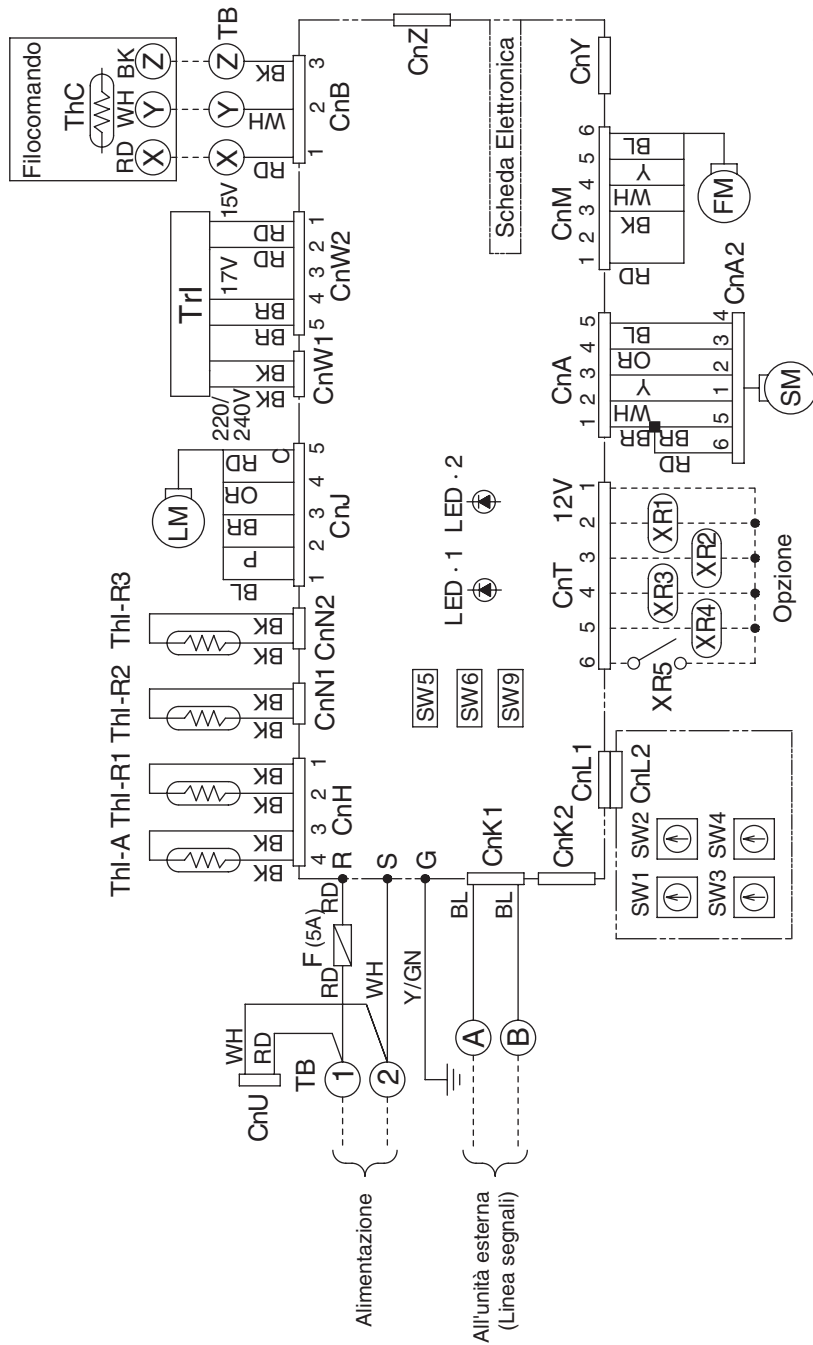 Filocomando
ThC
RD WH BK
X Y Z
X Y Z TB
RD WH BK
1 2 3
CnB
TrI
220/
240V
17V
15V
BK BK BR BR RD RD
5 4 3 2 1
CnW1
CnW2
LM
BL P BR OR RD
1 2 3 4 5
C
CnJ
ThI-A ThI-R1 ThI-R2 ThI-R3
BK BK BK BK BK BK BK BK
4 3 2 1
CnH
CnN1
CnN2
CnZ
Scheda Elettronica
CnY
LED · 1
LED · 2
SW5
SW6
SW9
CnU
WH
RD
TB
1
2
RD
F (5A)
RD
WH
Y/GN
R
S
G
Alimentazione
All'unità esterna
(Linea segnali)
A
B
BL
BL
CnK1
CnK2
CnL1
CnL2
SW1
SW2
SW3
SW4
CnT
12V
6 5 4 3 2 1
XR5
XR4
XR3
XR2
XR1
Opzione
CnA
1 2 3 4 5
BR WH Y OR BL
BR
RD
6 5 1 2 3 4
CnA2
SM
CnM
1 2 3 4 5 6
RD BK WH Y BL
FM